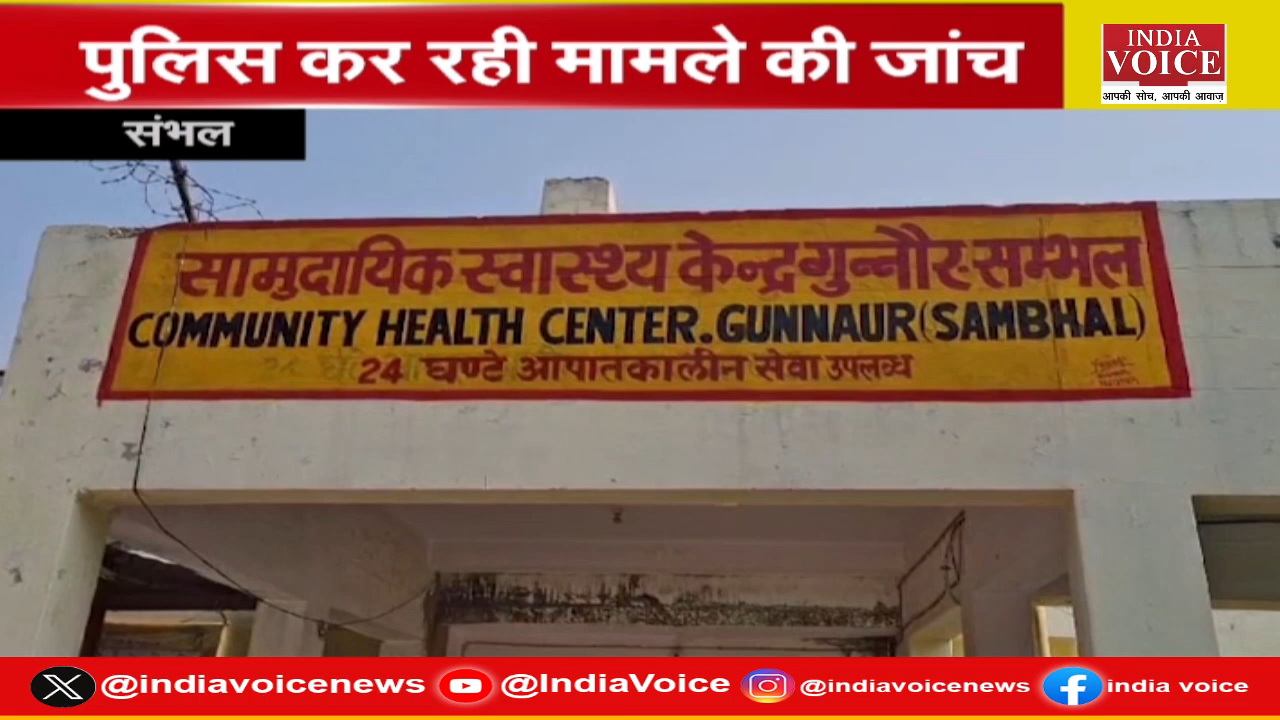 पुलिस कर रही मामले की जांच
INDIA
VOICE
आपकी सोच, आपकी आवाज़
संभल
सामुदायिक स्वास्थ्य केन्द्र गुन्नौर-सम्भल
COMMUNITY HEALTH CENTER.GUNNAUR(SAMBHAL)
24 घण्टे आपातकालीन सेवा उपलब्ध
@indiavoicenews @IndiaVoice @indiavoicenews india voice